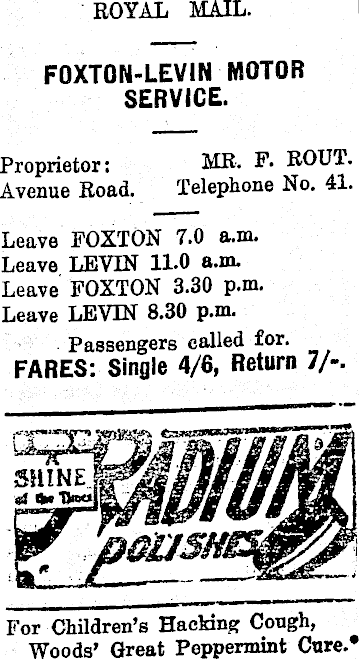 ROYAL MAIL.
FOXTON-LEVIN MOTOR
SERVICE.
Proprietor: MR. F. ROUT.
Avenue Road. Telephone No. 41.
Leave FOXTON 7.0 a.m.
Leave LEVIN 11.0 a.m.
Leave FOXTON 3.30 p.m.
Leave LEVIN 8.30 p.m.
Passengers called for.
FARES: Single 4/6, Return 7/-.
A
SHINE
of the Times
RADIUM
POLISHES
For Children's Hacking Cough,
Woods' Great Peppermint Cure.*